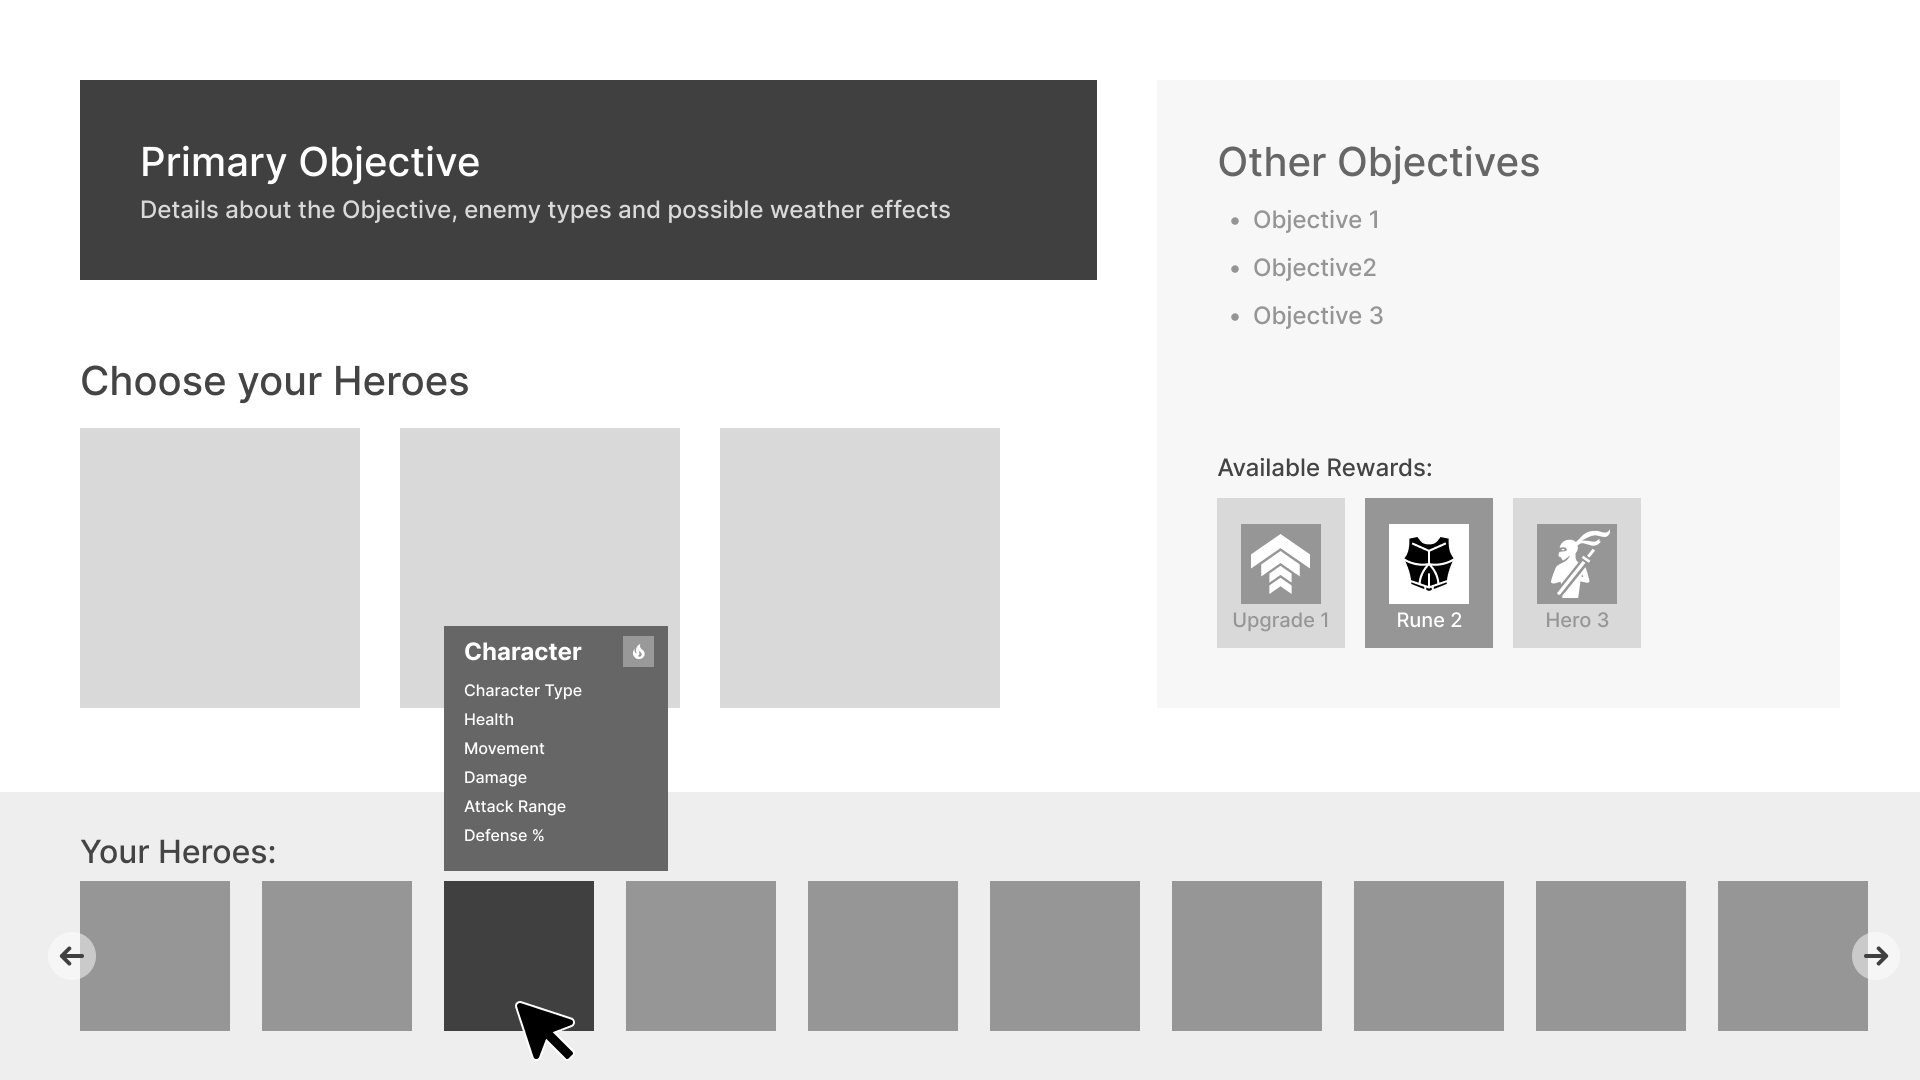 Primary Objective
Details about the Objective, enemy types and possible weather effects
Other Objectives
• Objective 1
• Objective2
• Objective 3
Choose your Heroes
Available Rewards:
Upgrade 1
Rune 2
Hero 3
Character
Character Type
Health
Movement
Damage
Attack Range
Defense %
Your Heroes: